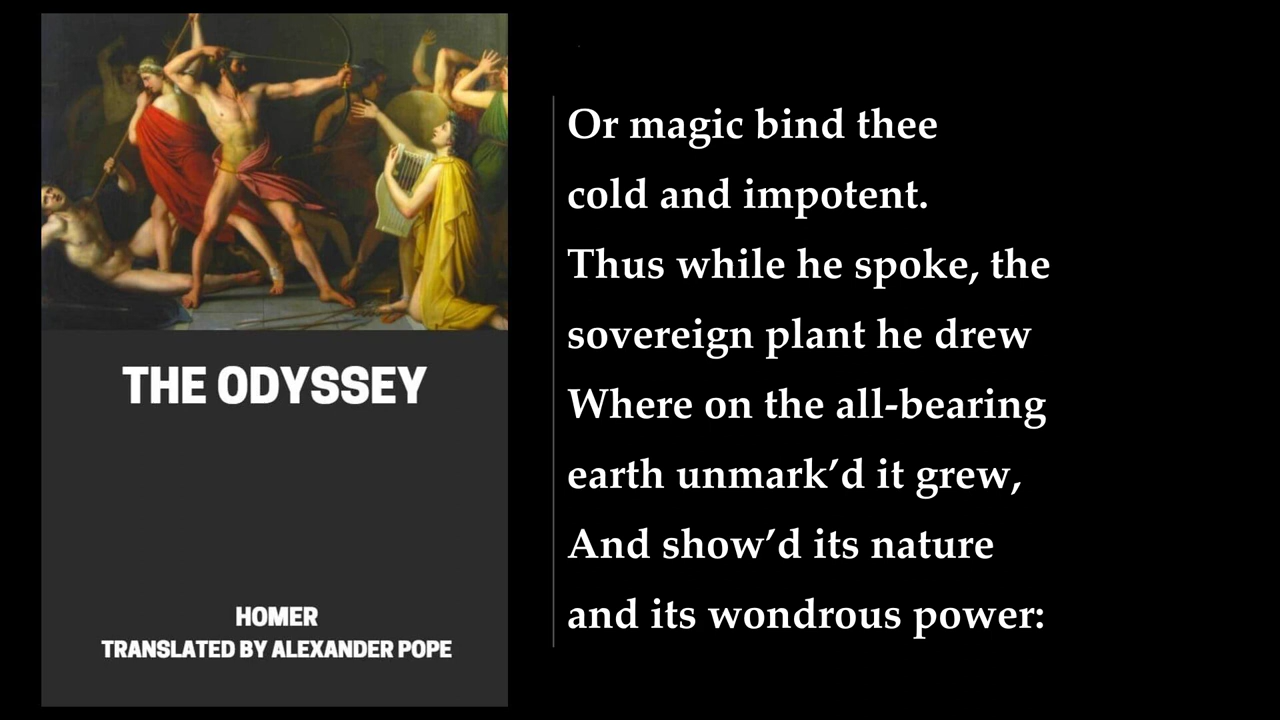 THE ODYSSEY
HOMER
TRANSLATED BY ALEXANDER POPE
Or magic bind thee
cold and impotent.
Thus while he spoke, the
sovereign plant he drew
Where on the all-bearing
earth unmark’d it grew,
And show’d its nature
and its wondrous power: